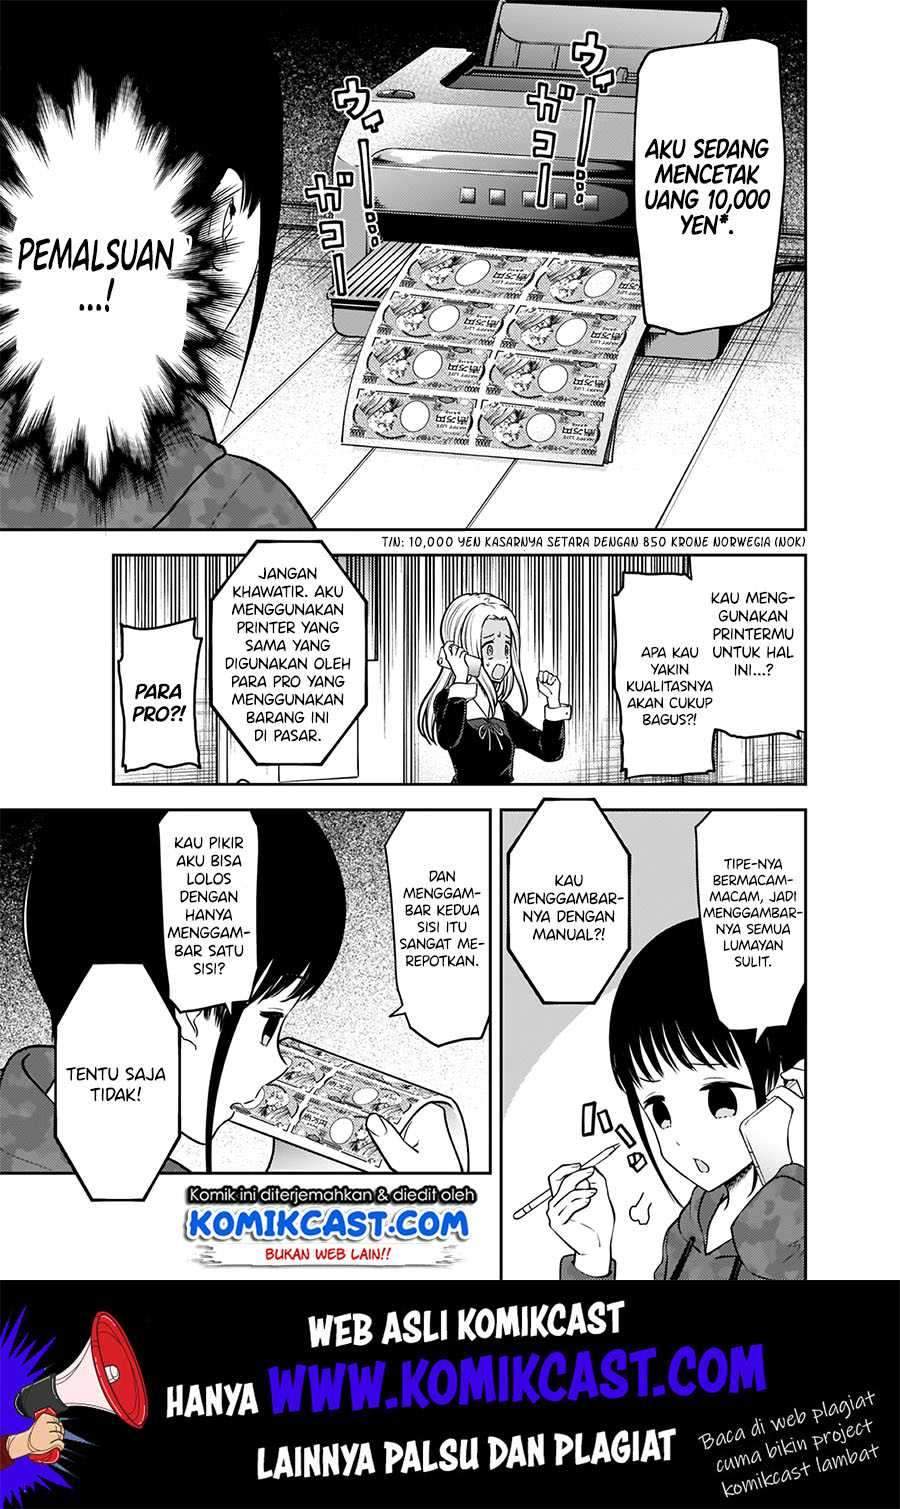 AKU SEDANG
MENCETAK
UANG 10,000
YEN*.
ウィーー...
ガコー
ウィーー...
ガコー
PEMALSUAN
...!
T/N: 10,000 YEN KASARNYA SETARA DENGAN 850 KRONE NORWEGIA (NOK)
KAU MENG-
GUNAKAN
PRINTERMU
UNTUK HAL
INI...?
APA KAU
YAKIN
KUALITASNYA
AKAN CUKUP
BAGUS?!
JANGAN
KHAWATIR. AKU
MENGGUNAKAN
PRINTER YANG
SAMA YANG
DIGUNAKAN OLEH
PARA PRO YANG
MENGGUNAKAN
BARANG INI
DI PASAR.
PARA
PRO?!
TIPE-NYA
BERMACAM-
MACAM, JADI
MENGGAMBAR-
NYA SEMUA
LUMAYAN
SULIT.
KAU
MENGGAMBAR-
NYA DENGAN
MANUAL?!
DAN
MENGGAM-
BAR KEDUA
SISI ITU
SANGAT ME-
REPOTKAN.
KAU PIKIR
AKU BISA
LOLOS
DENGAN
HANYA
MENGGAM-
BAR SATU
SISI?
TENTU SAJA
TIDAK!
Komik ini diterjemahkan & diedit oleh
KOMIKCAST.COM
BUKAN WEB LAIN!!
WEB ASLI KOMIKCAST
HANYA WWW.KOMIKCAST.COM
LAINNYA PALSU DAN PLAGIAT
Baca di web plagiat
cuma bikin project
komikcast lambat